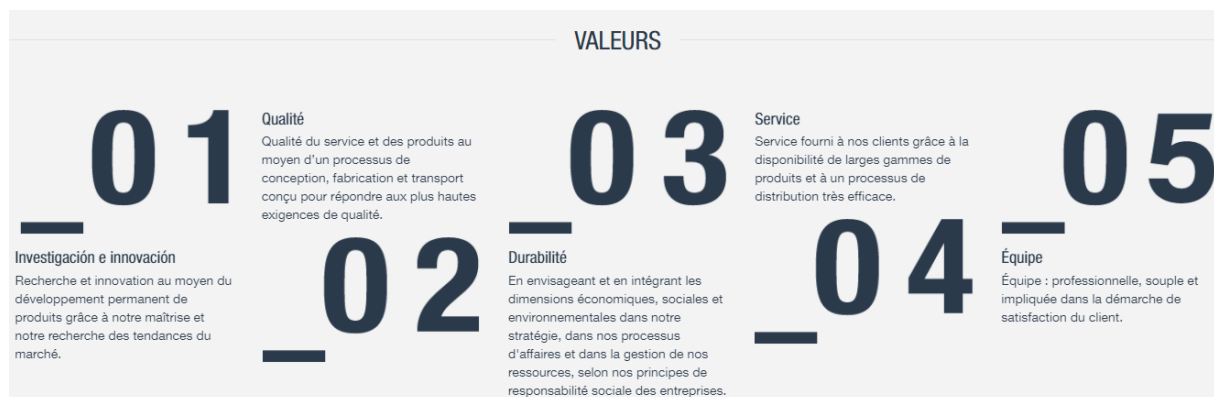 VALEURS
_01
Investigación e innovación
Recherche et innovation au moyen du
développement permanent de
produits grâce à notre maîtrise et
notre recherche des tendances du
marché.
Qualité
Qualité du service et des produits au
moyen d'un processus de
conception, fabrication et transport
conçu pour répondre aux plus hautes
exigences de qualité.
_02
_03
Durabilité
En envisageant et en intégrant les
dimensions économiques, sociales et
environnementales dans notre
stratégie, dans nos processus
d'affaires et dans la gestion de nos
ressources, selon nos principes de
responsabilité sociale des entreprises.
Service
Service fourni à nos clients grâce à la
disponibilité de larges gammes de
produits et à un processus de
distribution très efficace.
_04
_05
Équipe
Équipe : professionnelle, souple et
impliquée dans la démarche de
satisfaction du client.